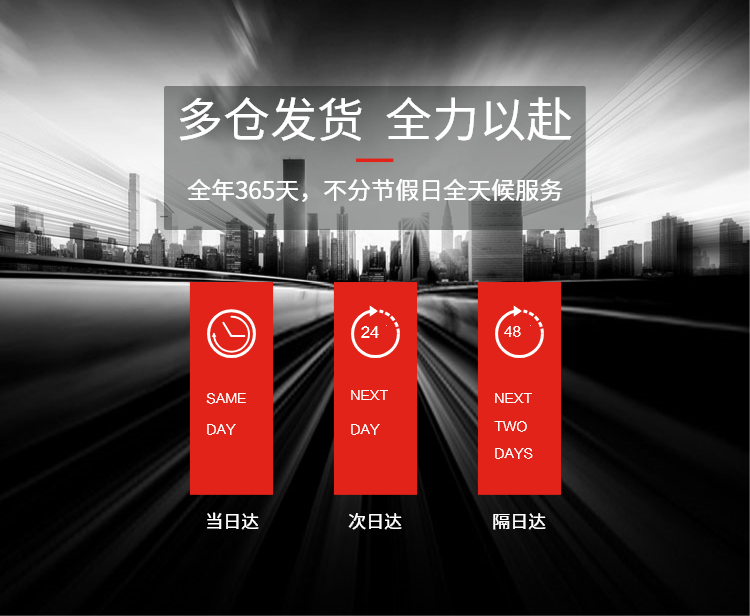 多仓发货 全力以赴
全年365天，不分节假日全天候服务
24
48
SAME
DAY
NEXT
DAY
NEXT
TWO
DAYS
当日达
次日达
隔日达